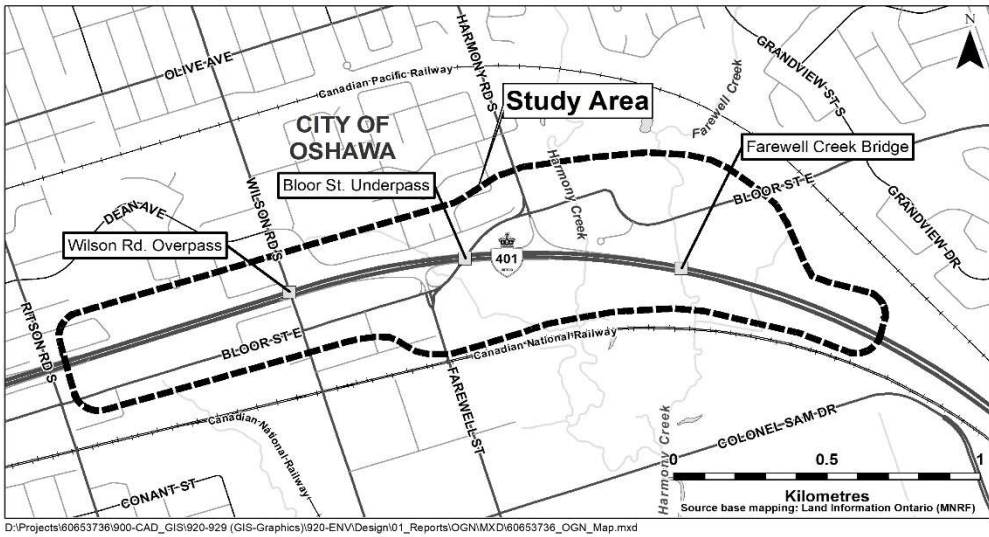 N
OLIVE AVE
HARMONY RD S
GRANDVIEW ST S
Canadian Pacific Railway
Study Area
Farewell Creek
CITY OF
OSHAWA
Farewell Creek Bridge
Bloor St. Underpass
Harmony Creek
BLOOR ST E
WILSON RD S
DEAN AVE
GRANDVIEW DR
Wilson Rd. Overpass
401
RITSON RD S
BLOOR ST E
Canadian National Railway
FAREWELL ST
Canadian National Railway
COLONEL SAM DR
Harmony Creek
CONANT ST
0 0.5 1
Kilometres
Source base mapping: Land Information Ontario (MNRF)
D:\Projects\60653736\900-CAD_GIS\920-929 (GIS-Graphics)\920-ENV\Design\01_Reports\OGN\MXD\60653736_OGN_Map.mxd